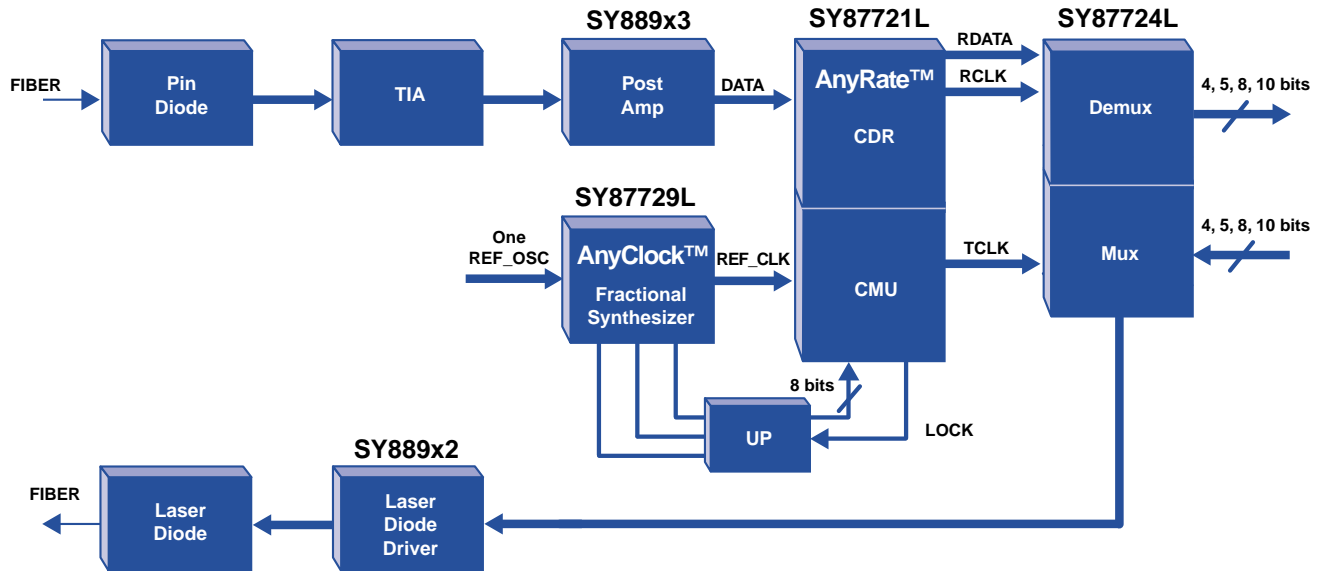 SY889x3
SY87721L
SY87724L
FIBER
Pin
Diode
TIA
Post
Amp
DATA
AnyRate™
CDR
RDATA
RCLK
Demux
4, 5, 8, 10 bits
SY87729L
One
REF_OSC
AnyClock™
Fractional
Synthesizer
REF_CLK
CMU
TCLK
Mux
4, 5, 8, 10 bits
8 bits
UP
LOCK
SY889x2
FIBER
Laser
Diode
Laser
Diode
Driver